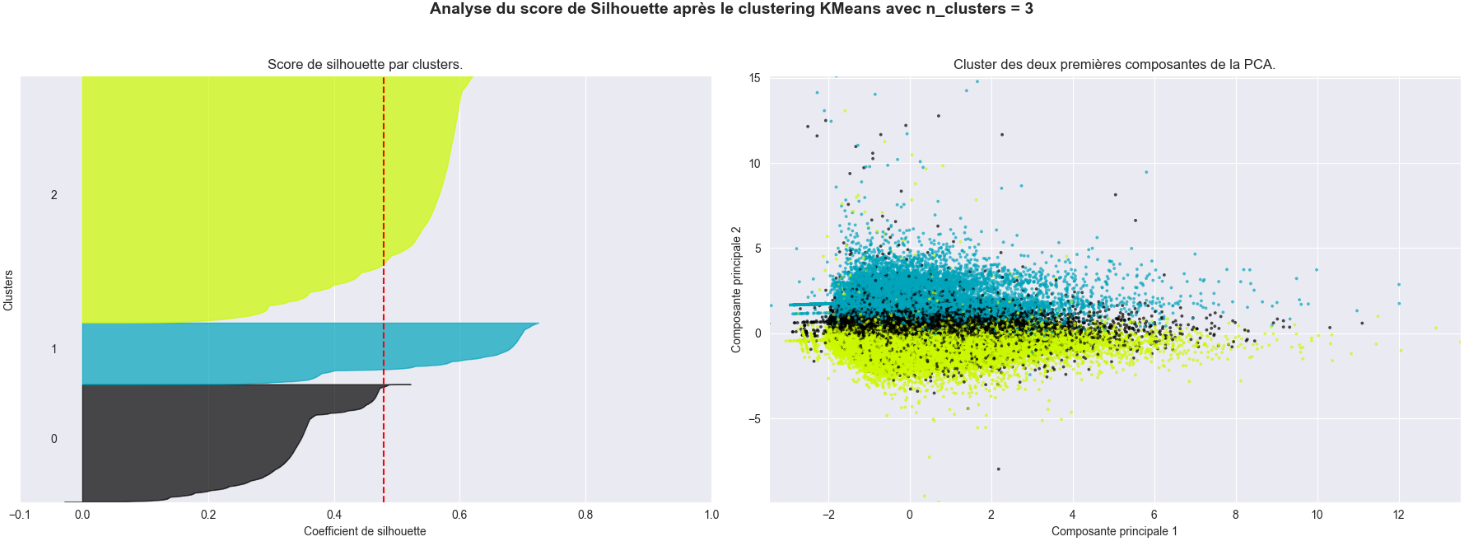 Analyse du score de Silhouette après le clustering KMeans avec n_clusters = 3
Score de silhouette par clusters.
Clusters
2
1
0
−0.1 0.0 0.2 0.4 0.6 0.8 1.0
Coefficient de silhouette
Cluster des deux premières composantes de la PCA.
Composante principale 2
15
10
5
0
−5
−2 0 2 4 6 8 10 12
Composante principale 1